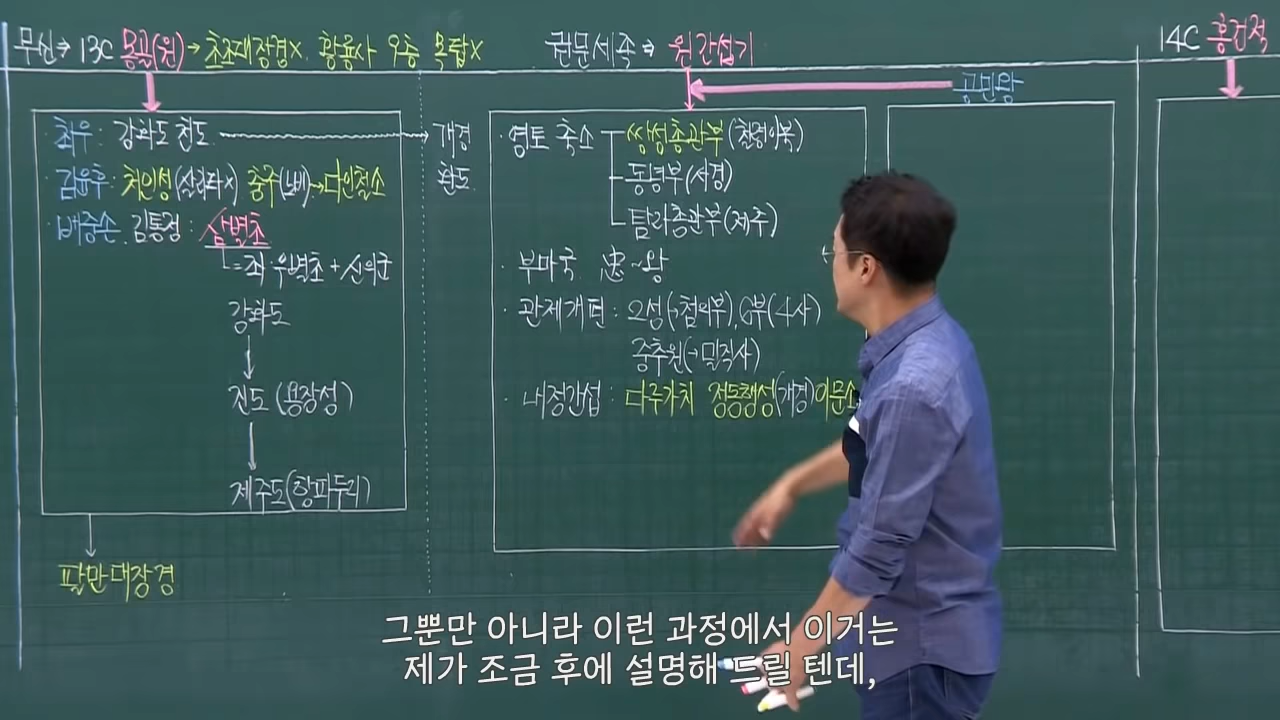 무신→ 13C 몽골(원)→초조대장경X. 황룡사 9층 목탑X
최우: 강화도 천도
개경
환도
김윤후: 처인성(살리타X) 충주(노비)→다인철소
배중손. 김통정: 삼별초
=좌·우별초+신의군
강화도
진도(용장성)
제주도(항파두리)
팔만대장경
권문세족⇒ 원간섭기
공민왕
· 영토 축소
쌍성총관부(철령이북)
동녕부(서경)
탐라총관부(제주)
· 부마국 忠~왕
· 관제개편: 2성(→첨의부), 6부(4사)
중추원(→밀직사)
· 내정간섭: 다루가치 정동행성(개경)이문소
14C 홍건적
그뿐만 아니라 이런 과정에서 이거는
제가 조금 후에 설명해 드릴 텐데,